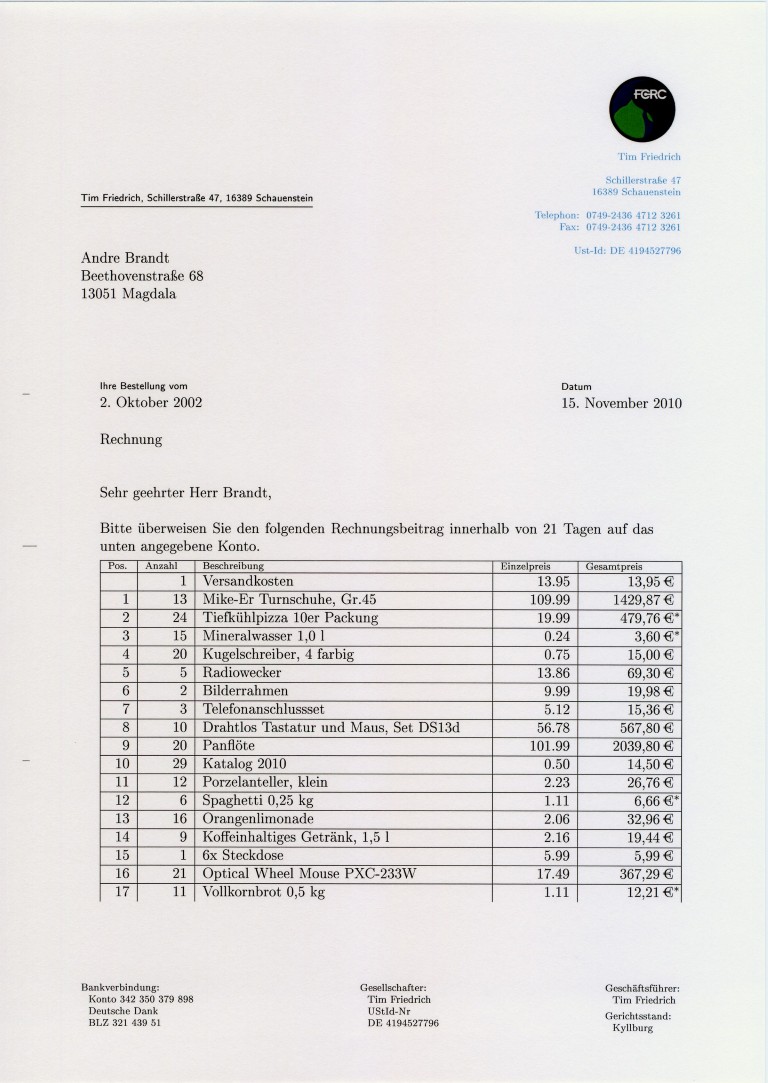 FGRC
Tim Friedrich
Schillerstraße 47
16389 Schauenstein
Tim Friedrich, Schillerstraße 47, 16389 Schauenstein
Telephon: 0749-2436 4712 3261
Fax: 0749-2436 4712 3261
Ust-Id: DE 4194527796
Andre Brandt
Beethovenstraße 68
13051 Magdala
Ihre Bestellung vom Datum
2. Oktober 2002 15. November 2010
Rechnung
Sehr geehrter Herr Brandt,
Bitte überweisen Sie den folgenden Rechnungsbeitrag innerhalb von 21 Tagen auf das
unten angegebene Konto.
Pos. Anzahl Beschreibung Einzelpreis Gesamtpreis
1 Versandkosten 13.95 13,95 €
1 13 Mike-Er Turnschuhe, Gr.45 109.99 1429,87 €
2 24 Tiefkühlpizza 10er Packung 19.99 479,76 €*
3 15 Mineralwasser 1,0 l 0.24 3,60 €*
4 20 Kugelschreiber, 4 farbig 0.75 15,00 €
5 5 Radiowecker 13.86 69,30 €
6 2 Bilderrahmen 9.99 19,98 €
7 3 Telefonanschlussset 5.12 15,36 €
8 10 Drahtlos Tastatur und Maus, Set DS13d 56.78 567,80 €
9 20 Panflöte 101.99 2039,80 €
10 29 Katalog 2010 0.50 14,50 €
11 12 Porzelanteller, klein 2.23 26,76 €
12 6 Spaghetti 0,25 kg 1.11 6,66 €*
13 16 Orangenlimonade 2.06 32,96 €
14 9 Koffeinhaltiges Getränk, 1,5 l 2.16 19,44 €
15 1 6x Steckdose 5.99 5,99 €
16 21 Optical Wheel Mouse PXC-233W 17.49 367,29 €
17 11 Vollkornbrot 0,5 kg 1.11 12,21 €*
Bankverbindung: Gesellschafter: Geschäftsführer:
Konto 342 350 379 898 Tim Friedrich Tim Friedrich
Deutsche Dank UStId-Nr Gerichtsstand:
BLZ 321 439 51 DE 4194527796 Kyllburg